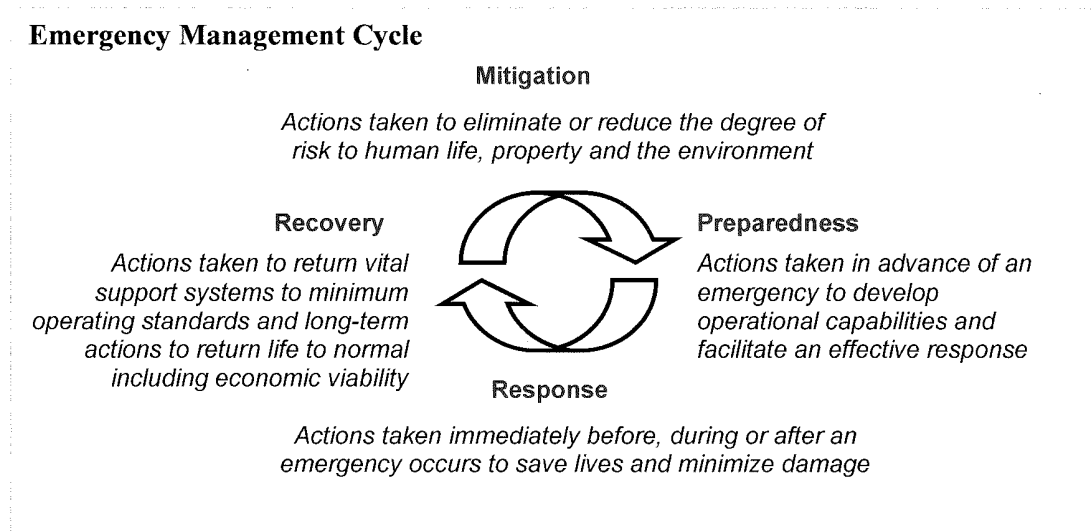 Emergency Management Cycle
Mitigation
Actions taken to eliminate or reduce the degree of
risk to human life, property and the environment
Recovery
Actions taken to return vital
support systems to minimum
operating standards and long-term
actions to return life to normal
including economic viability
Preparedness
Actions taken in advance of an
emergency to develop
operational capabilities and
facilitate an effective response
Response
Actions taken immediately before, during or after an
emergency occurs to save lives and minimize damage